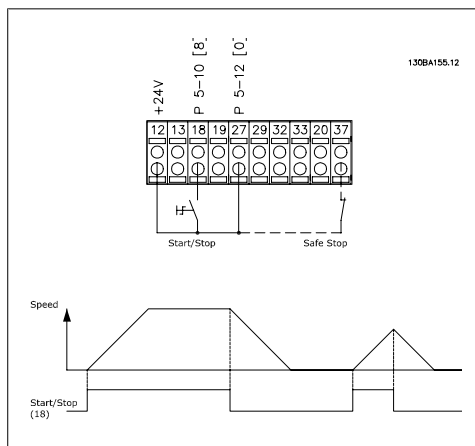 130BA155.12
+24V
P 5-10 [8]
P 5-12 [0]
12 13 18 19 27 29 32 33 20 37
Start/Stop
Safe Stop
Speed
Start/Stop
(18)